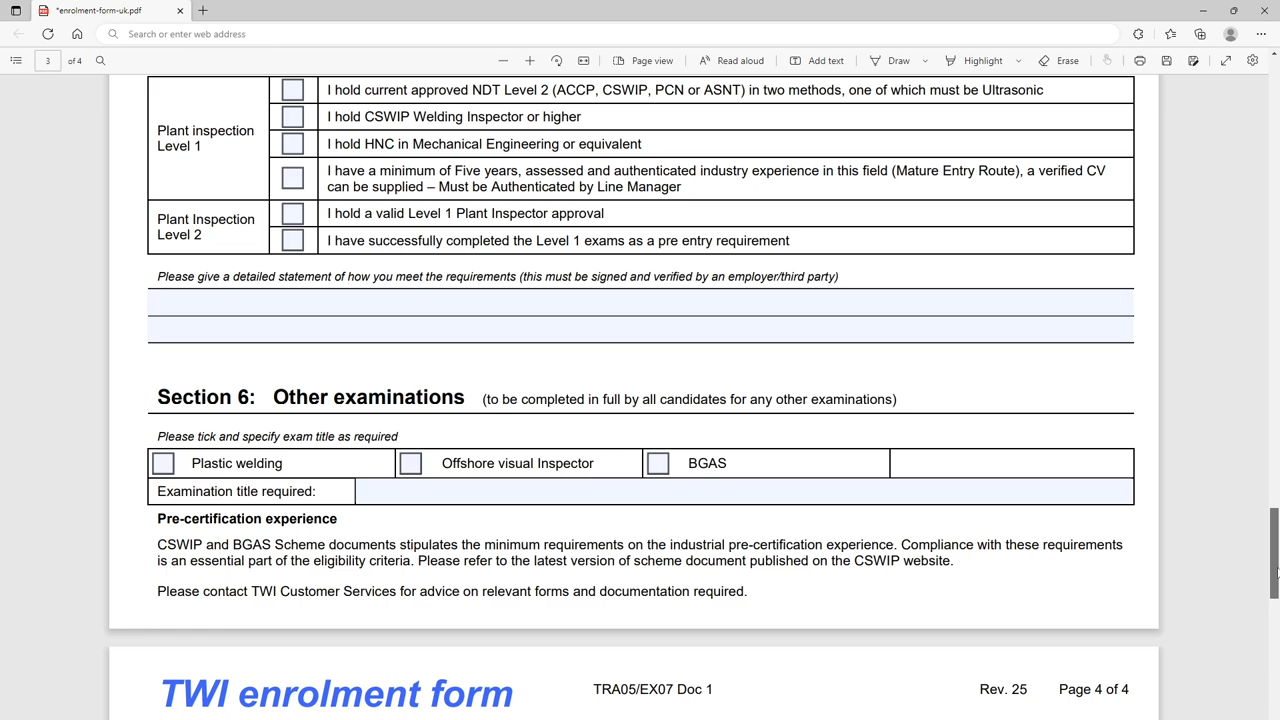 *enrolment-form-uk.pdf
Search or enter web address
3 of 4
Page view
Read aloud
Add text
Draw
Highlight
Erase
Plant inspection Level 1
I hold current approved NDT Level 2 (ACCP, CSWIP, PCN or ASNT) in two methods, one of which must be Ultrasonic
I hold CSWIP Welding Inspector or higher
I hold HNC in Mechanical Engineering or equivalent
I have a minimum of Five years, assessed and authenticated industry experience in this field (Mature Entry Route), a verified CV
can be supplied – Must be Authenticated by Line Manager
Plant Inspection Level 2
I hold a valid Level 1 Plant Inspector approval
I have successfully completed the Level 1 exams as a pre entry requirement
Please give a detailed statement of how you meet the requirements (this must be signed and verified by an employer/third party)
Section 6: Other examinations (to be completed in full by all candidates for any other examinations)
Please tick and specify exam title as required
Plastic welding
Offshore visual Inspector
BGAS
Examination title required:
Pre-certification experience
CSWIP and BGAS Scheme documents stipulates the minimum requirements on the industrial pre-certification experience. Compliance with these requirements
is an essential part of the eligibility criteria. Please refer to the latest version of scheme document published on the CSWIP website.
Please contact TWI Customer Services for advice on relevant forms and documentation required.
TWI enrolment form
TRA05/EX07 Doc 1
Rev. 25
Page 4 of 4